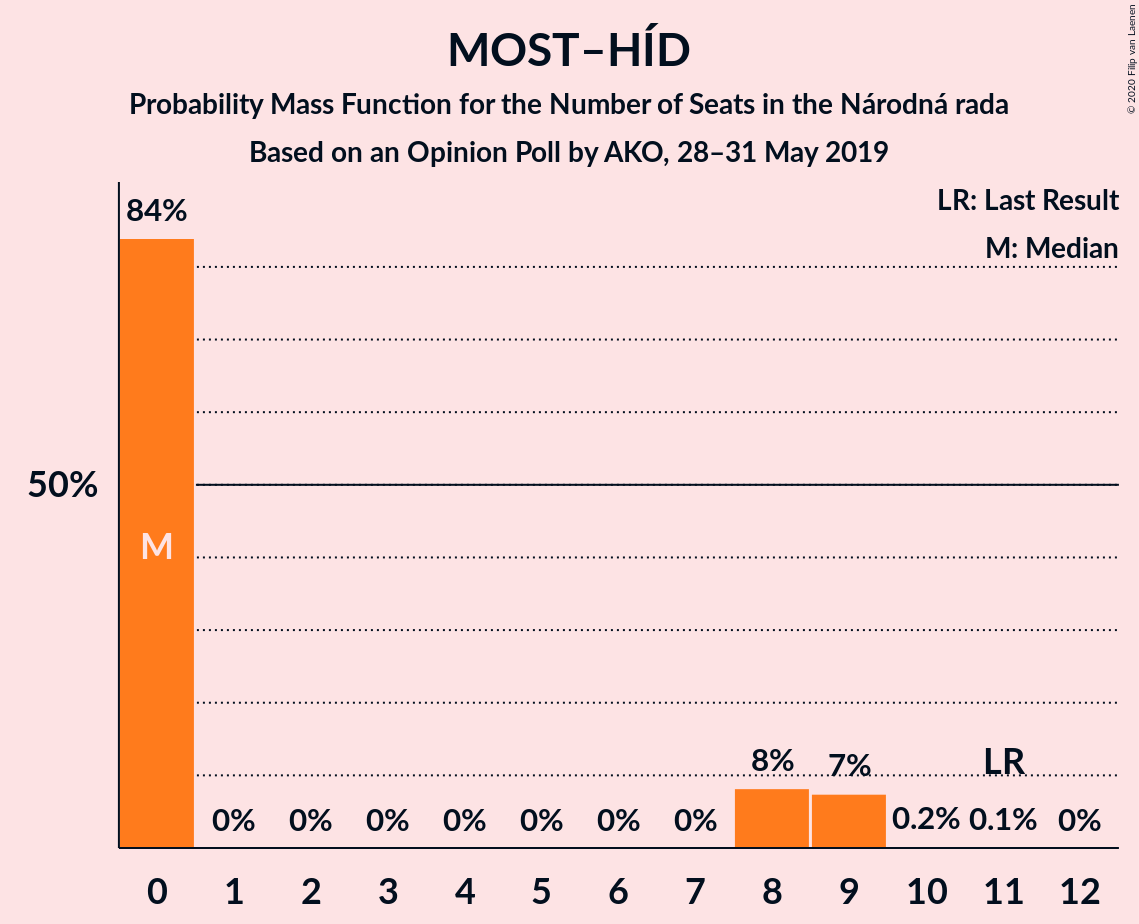 MOST–HÍD
Probability Mass Function for the Number of Seats in the Národná rada
Based on an Opinion Poll by AKO, 28–31 May 2019
© 2020 Filip van Laenen
LR: Last Result
M: Median
84%
50%
M
0% 0% 0% 0% 0% 0% 0% 8% 7% 0.2% 0.1% 0%
LR
0 1 2 3 4 5 6 7 8 9 10 11 12